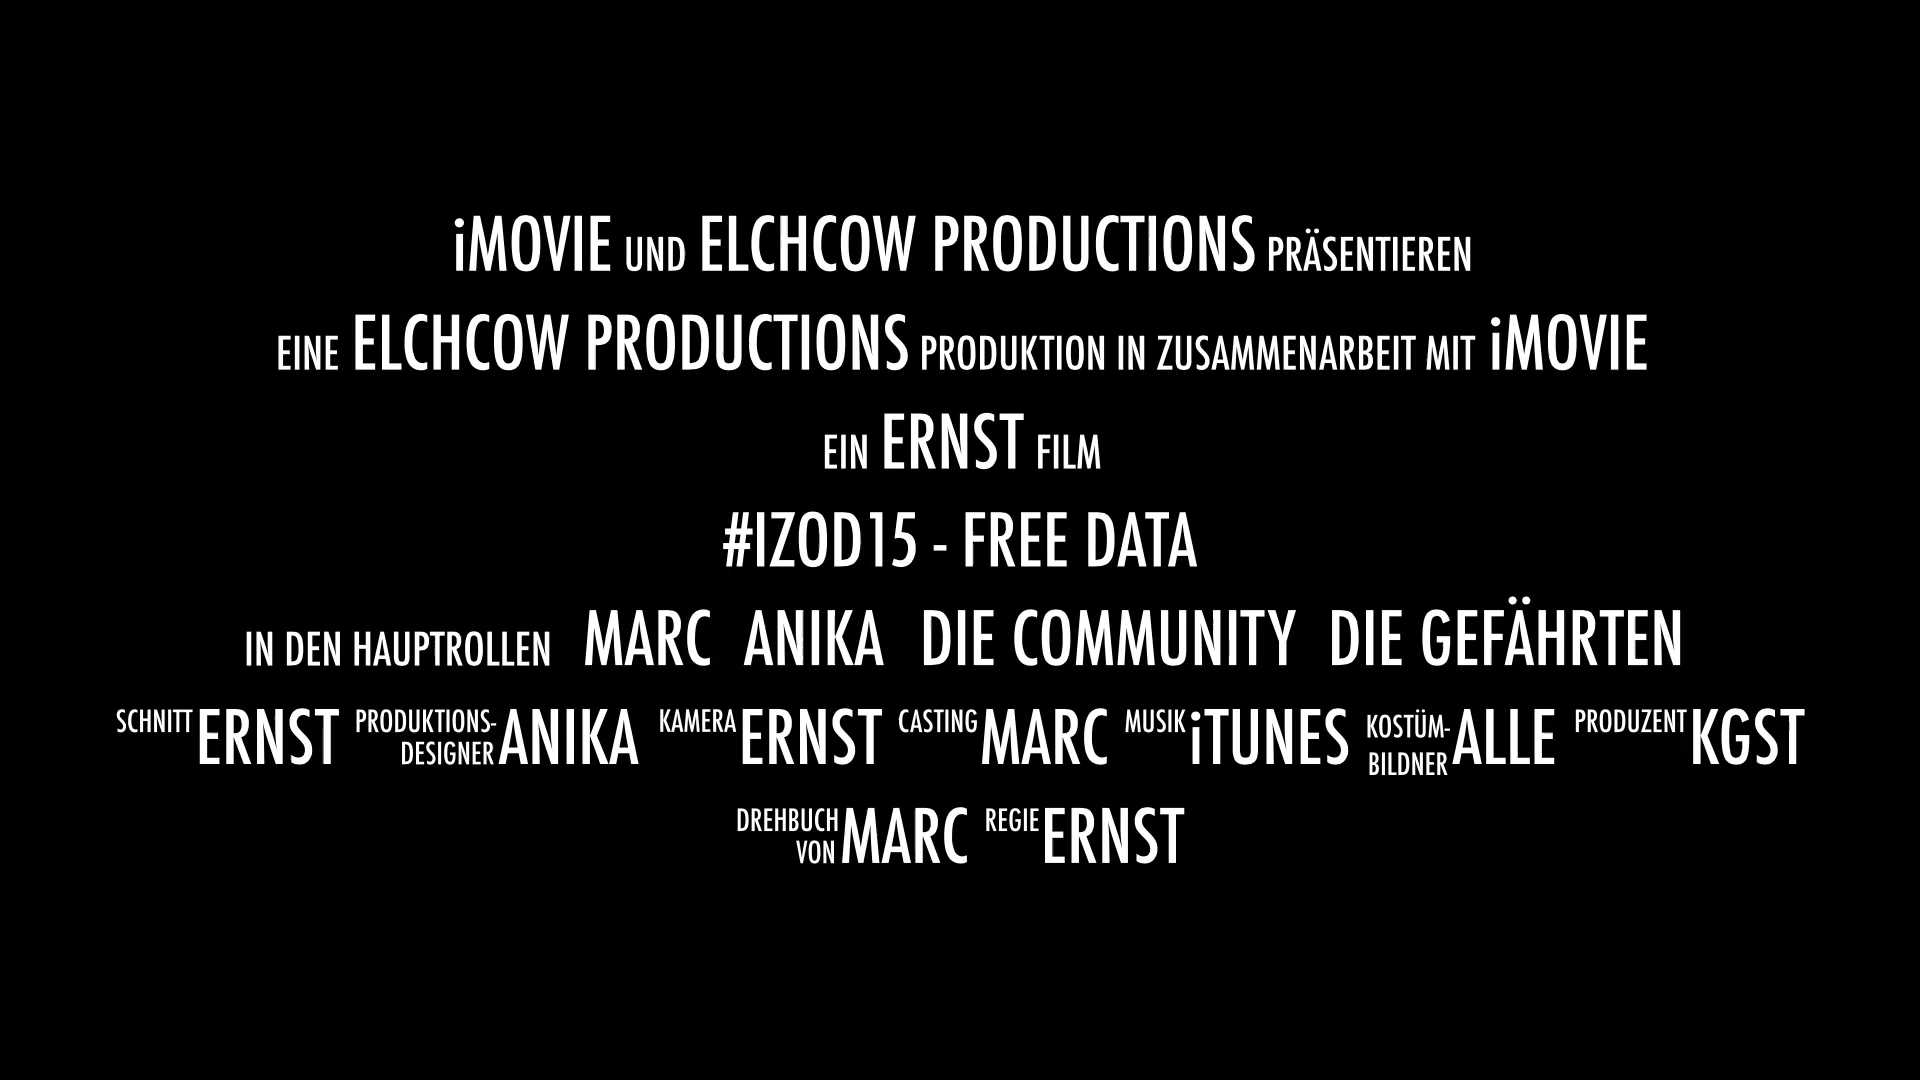 iMOVIE UND ELCHCOW PRODUCTIONS PRÄSENTIEREN
EINE ELCHCOW PRODUCTIONS PRODUKTION IN ZUSAMMENARBEIT MIT iMOVIE
EIN ERNST FILM
#IZOD15 - FREE DATA
IN DEN HAUPTROLLEN MARC ANIKA DIE COMMUNITY DIE GEFÄHRTEN
SCHNITT ERNST PRODUKTIONS-DESIGNER ANIKA KAMERA ERNST CASTING MARC MUSIK iTUNES KOSTÜM-BILDNER ALLE PRODUZENT KGST
DREHBUCH VON MARC REGIE ERNST